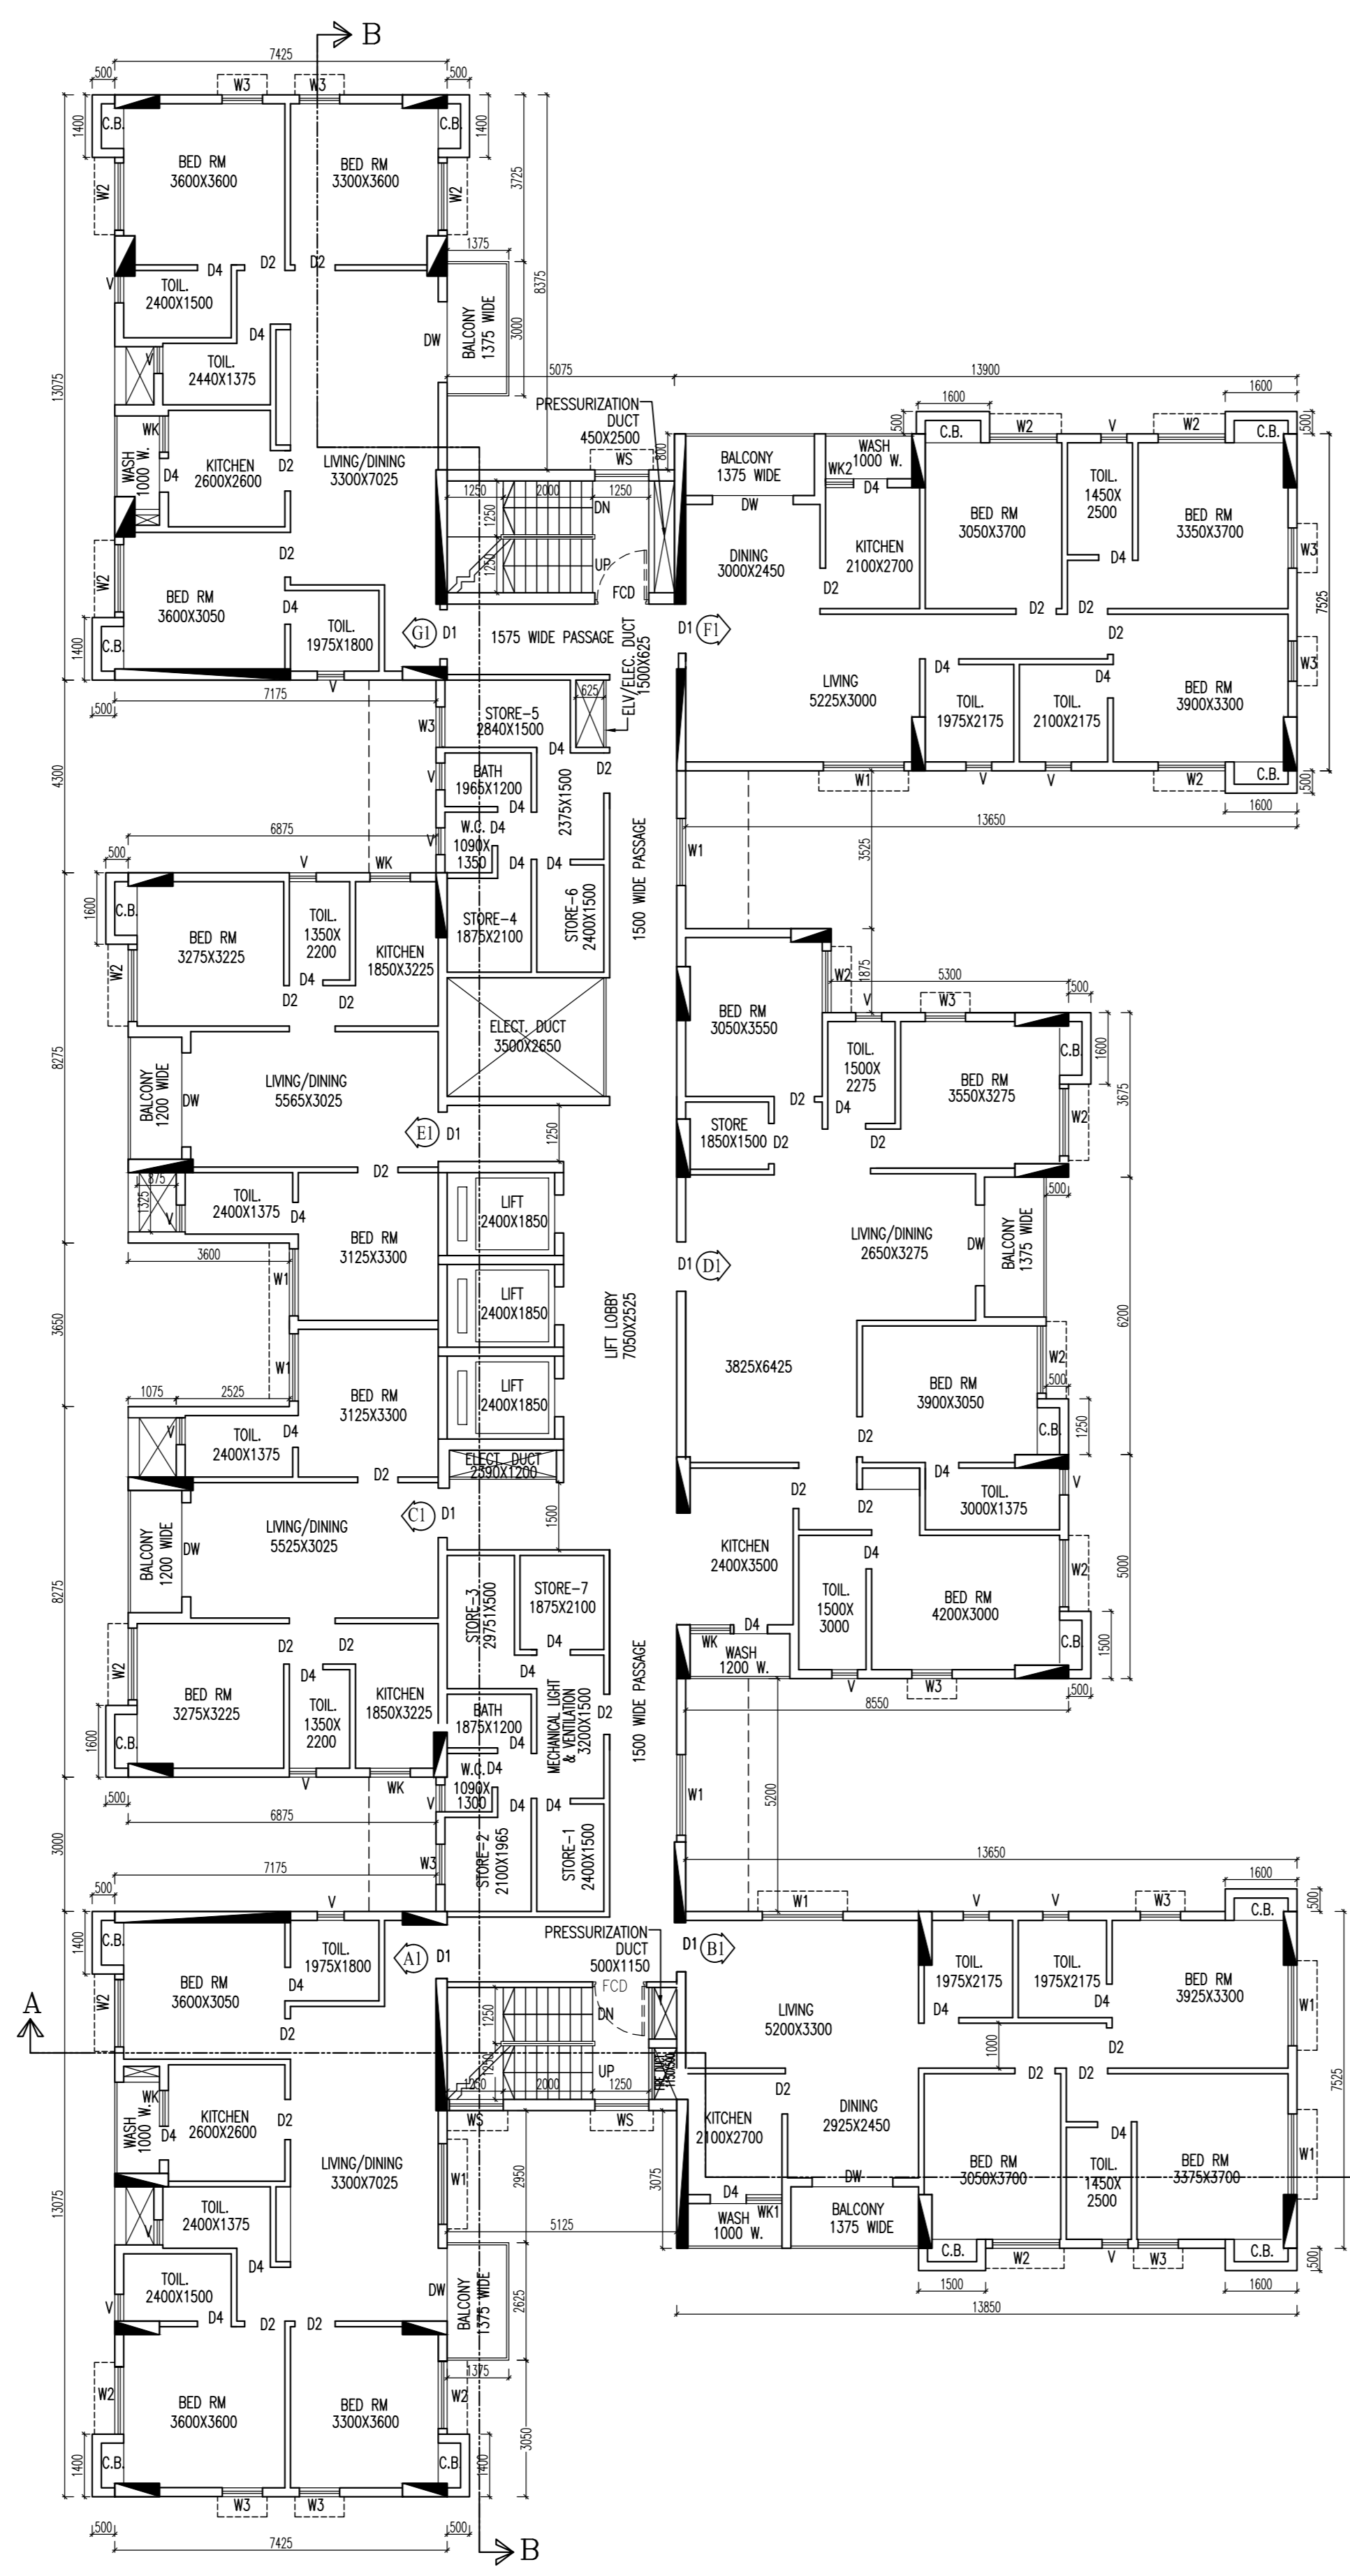 B
7425
500
500
W3
W3
C.B.
C.B.
1400
1400
BED RM
3600X3600
BED RM
3300X3600
W2
W2
3725
8375
1375
D4
D2
D2
V
TOIL.
2400X1500
BALCONY
1375 WIDE
3000
DW
D4
V
TOIL.
2440X1375
13075
5075
13900
1600
1600
PRESSURIZATION
DUCT
450X2500
500
500
C.B.
W2
V
W2
C.B.
WK
WASH
1000 W.
D4
KITCHEN
2600X2600
D2
LIVING/DINING
3300X7025
WS
800
BALCONY
1375 WIDE
WASH
1000 W.
WK2
D4
TOIL.
1450X
2500
1250
2000
1250
DN
DW
BED RM
3050X3700
BED RM
3350X3700
1250
1250
UP
FCD
DINING
3000X2450
KITCHEN
2100X2700
D4
W3
D2
W2
BED RM
3600X3050
D4
D2
D2
D2
7525
TOIL.
1975X1800
G1
D1
1575 WIDE PASSAGE
D1
F1
D2
1400
C.B.
ELV/ELEC. DUCT
1500X625
W3
V
500
7175
LIVING
5225X3000
D4
TOIL.
1975X2175
TOIL.
2100X2175
D4
BED RM
3900X3300
625
STORE-5
2840X1500
W3
D4
D2
W1
V
V
W2
C.B.
500
1600
BATH
1965X1200
V
D4
2375X1500
4300
13650
6875
W.C.
D4
1090X
1350
V
D4
D4
W1
3525
1500 WIDE PASSAGE
500
V
WK
1600
C.B.
BED RM
3275X3225
TOIL.
1350X
2200
KITCHEN
1850X3225
STORE-4
1875X2100
STORE-6
2400X1500
W2
D4
D2
D2
W2
1875
5300
500
V
W3
BED RM
3050X3550
ELECT. DUCT
3500X2650
TOIL.
1500X
2275
C.B.
1600
3675
8275
BALCONY
1200 WIDE
DW
LIVING/DINING
5565X3025
BED RM
3550X3275
D2
D4
W2
STORE
1850X1500
D2
D2
E1
D1
1250
D2
875
1325
V
TOIL.
2400X1375
D4
LIFT
2400X1850
500
BED RM
3125X3300
LIVING/DINING
2650X3275
DW
BALCONY
1375 WIDE
3600
W1
D1
D1
LIFT
2400X1850
LIFT LOBBY
7050X2525
3650
6200
W1
W2
3825X6425
BED RM
3900X3050
500
1075
2525
BED RM
3125X3300
LIFT
2400X1850
C.B.
1250
V
TOIL.
2400X1375
D4
D2
ELECT. DUCT
2390X1200
D2
D4
D2
D2
TOIL.
3000X1375
V
C1
D1
1500
BALCONY
1200 WIDE
DW
LIVING/DINING
5525X3025
KITCHEN
2400X3500
D4
W2
5000
8275
STORE-3
29751X500
STORE-7
1875X2100
TOIL.
1500X
3000
BED RM
4200X3000
D4
D4
D2
D2
D4
WK
D4
WASH
1200 W.
C.B.
1500
W2
V
W3
500
8550
BED RM
3275X3225
TOIL.
1350X
2200
KITCHEN
1850X3225
BATH
1875X1200
D4
MECHANICAL LIGHT
& VENTILATION
3200X1500
D2
1500 WIDE PASSAGE
1600
C.B.
V
WK
W.C.
D4
1090X
1300
V
D4
D4
W1
5200
500
6875
3000
W3
STORE-2
2100X1965
STORE-1
2400X1500
13650
7175
1600
500
V
W1
V
V
W3
C.B.
500
1400
C.B.
PRESSURIZATION
DUCT
500X1150
BED RM
3600X3050
TOIL.
1975X1800
D4
A1
D1
D1
B1
TOIL.
1975X2175
TOIL.
1975X2175
BED RM
3925X3300
W2
A
FCD
DN
1250
LIVING
5200X3300
D4
D4
W1
D2
1000
D2
1250
UP
1250
2000
1250
D2
D2
D2
7525
WK
WASH
1000 W.
D4
KITCHEN
2600X2600
D2
WS
WS
KITCHEN
2100X2700
DINING
2925X2450
D4
W1
LIVING/DINING
3300X7025
W1
2950
3075
DW
BED RM
3050X3700
TOIL.
1450X
2500
BED RM
3375X3700
13075
TOIL.
2400X1375
V
D4
WK1
WASH
1000 W.
BALCONY
1375 WIDE
5125
C.B.
W2
V
W3
C.B.
500
D4
TOIL.
2400X1500
V
DW
BALCONY
1375 WIDE
2625
1500
1600
13850
D4
D2
D2
1375
W2
W2
BED RM
3600X3600
BED RM
3300X3600
3050
1400
C.B.
C.B.
1400
W3
W3
500
500
7425
B